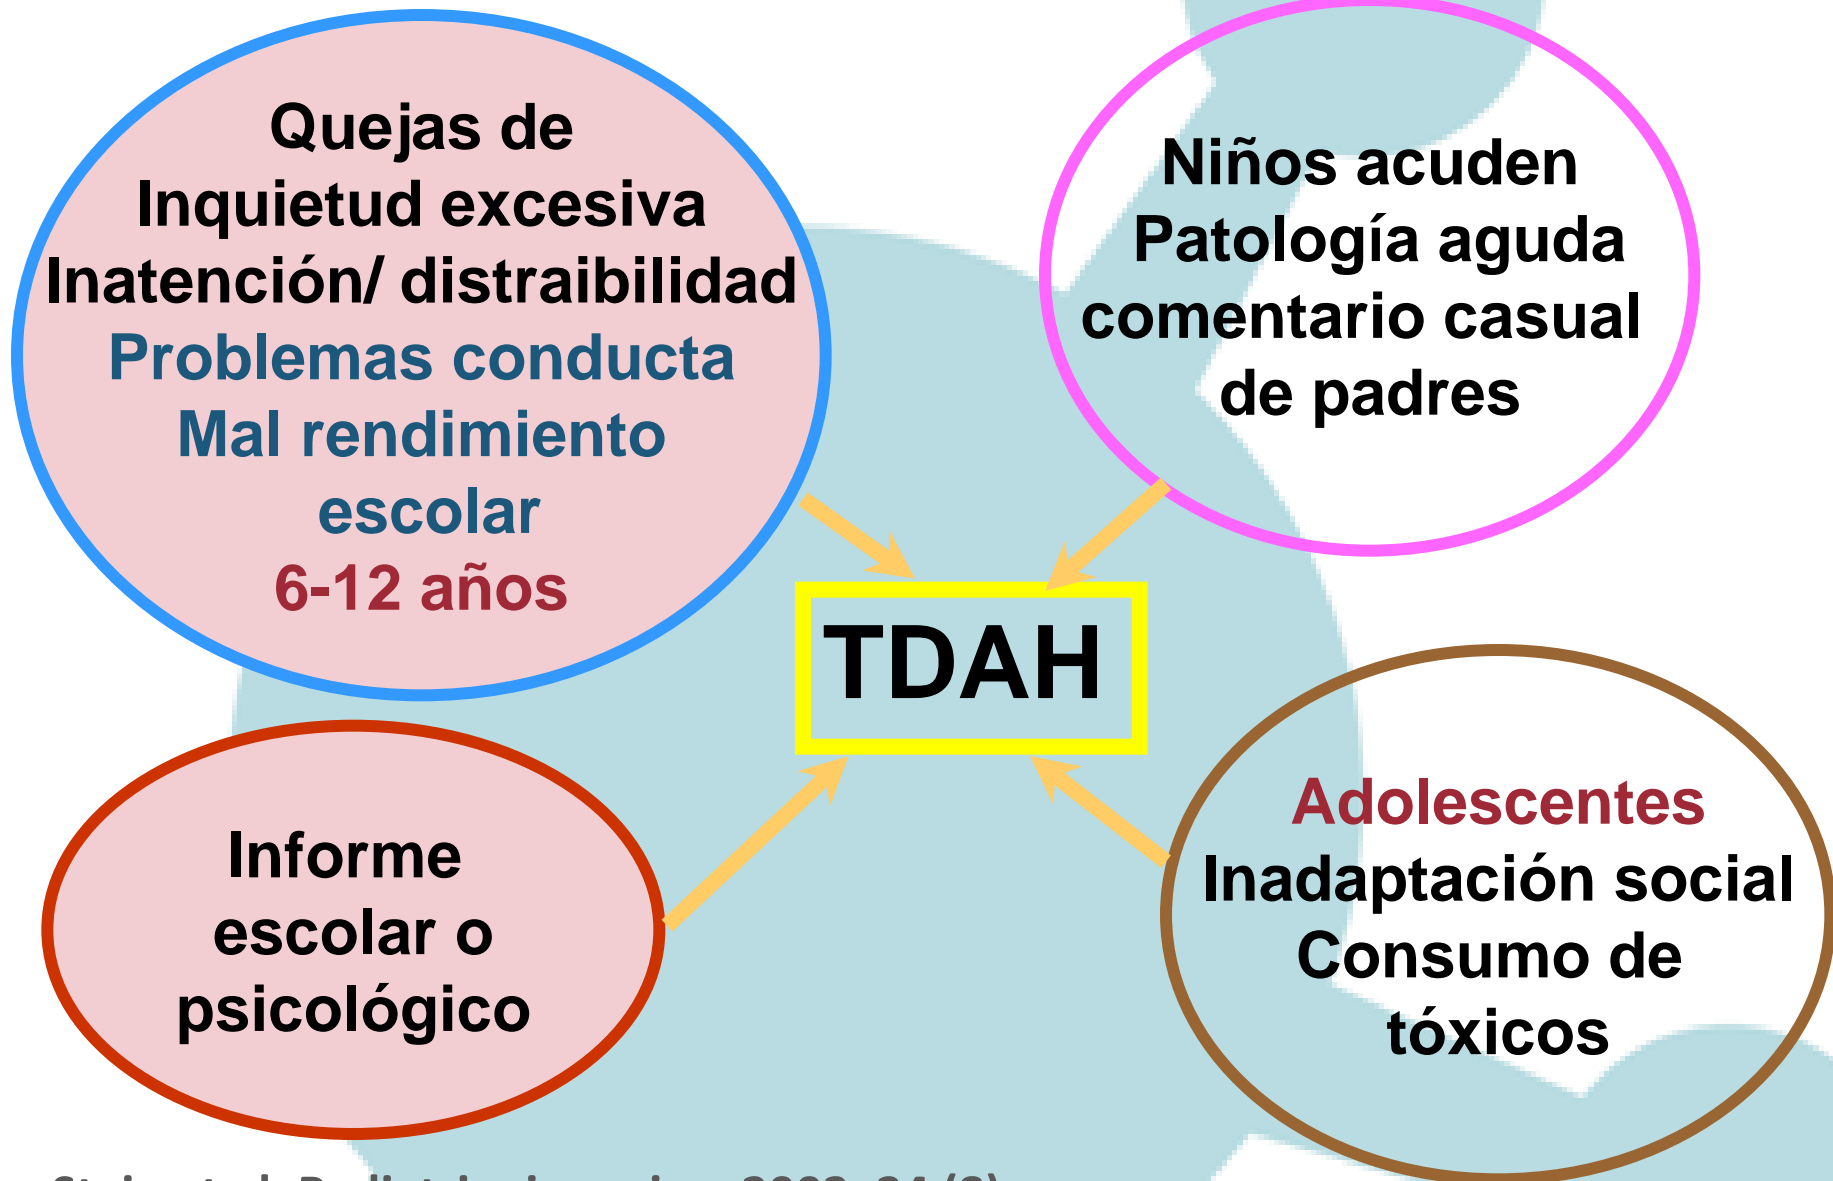 Quejas de
Inquietud excesiva
Inatención/ distraibilidad
Problemas conducta
Mal rendimiento
escolar
6-12 años
Niños acuden
Patología aguda
comentario casual
de padres
TDAH
Informe
escolar o
psicológico
Adolescentes
Inadaptación social
Consumo de
tóxicos